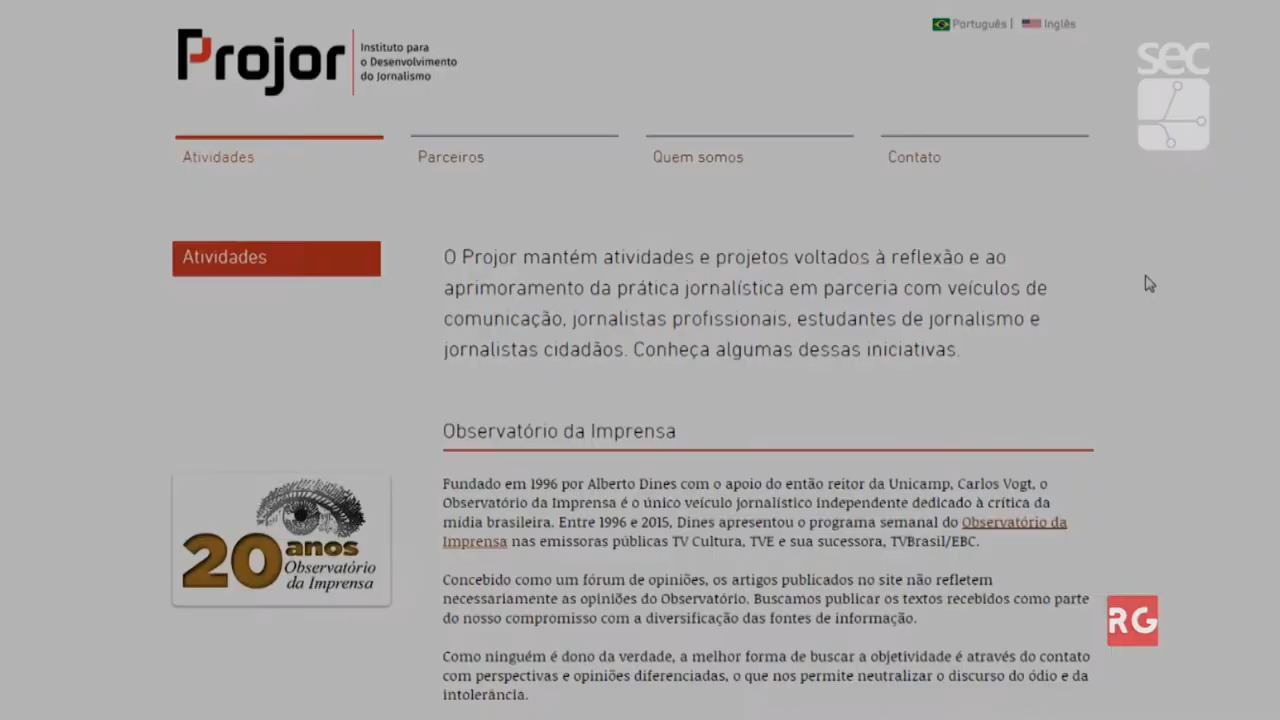 Português | Inglês
Projor
Instituto para
o Desenvolvimento
do Jornalismo
sec
Atividades
Parceiros
Quem somos
Contato
Atividades
O Projor mantém atividades e projetos voltados à reflexão e ao
aprimoramento da prática jornalística em parceria com veículos de
comunicação, jornalistas profissionais, estudantes de jornalismo e
jornalistas cidadãos. Conheça algumas dessas iniciativas.
Observatório da Imprensa
20 anos
Observatório
da Imprensa
Fundado em 1996 por Alberto Dines com o apoio do então reitor da Unicamp, Carlos Vogt, o
Observatório da Imprensa é o único veículo jornalístico independente dedicado à crítica da
mídia brasileira. Entre 1996 e 2015, Dines apresentou o programa semanal do Observatório da
Imprensa nas emissoras públicas TV Cultura, TVE e sua sucessora, TVBrasil/EBC.
Concebido como um fórum de opiniões, os artigos publicados no site não refletem
necessariamente as opiniões do Observatório. Buscamos publicar os textos recebidos como parte
do nosso compromisso com a diversificação das fontes de informação.
RG
Como ninguém é dono da verdade, a melhor forma de buscar a objetividade é através do contato
com perspectivas e opiniões diferenciadas, o que nos permite neutralizar o discurso do ódio e da
intolerância.